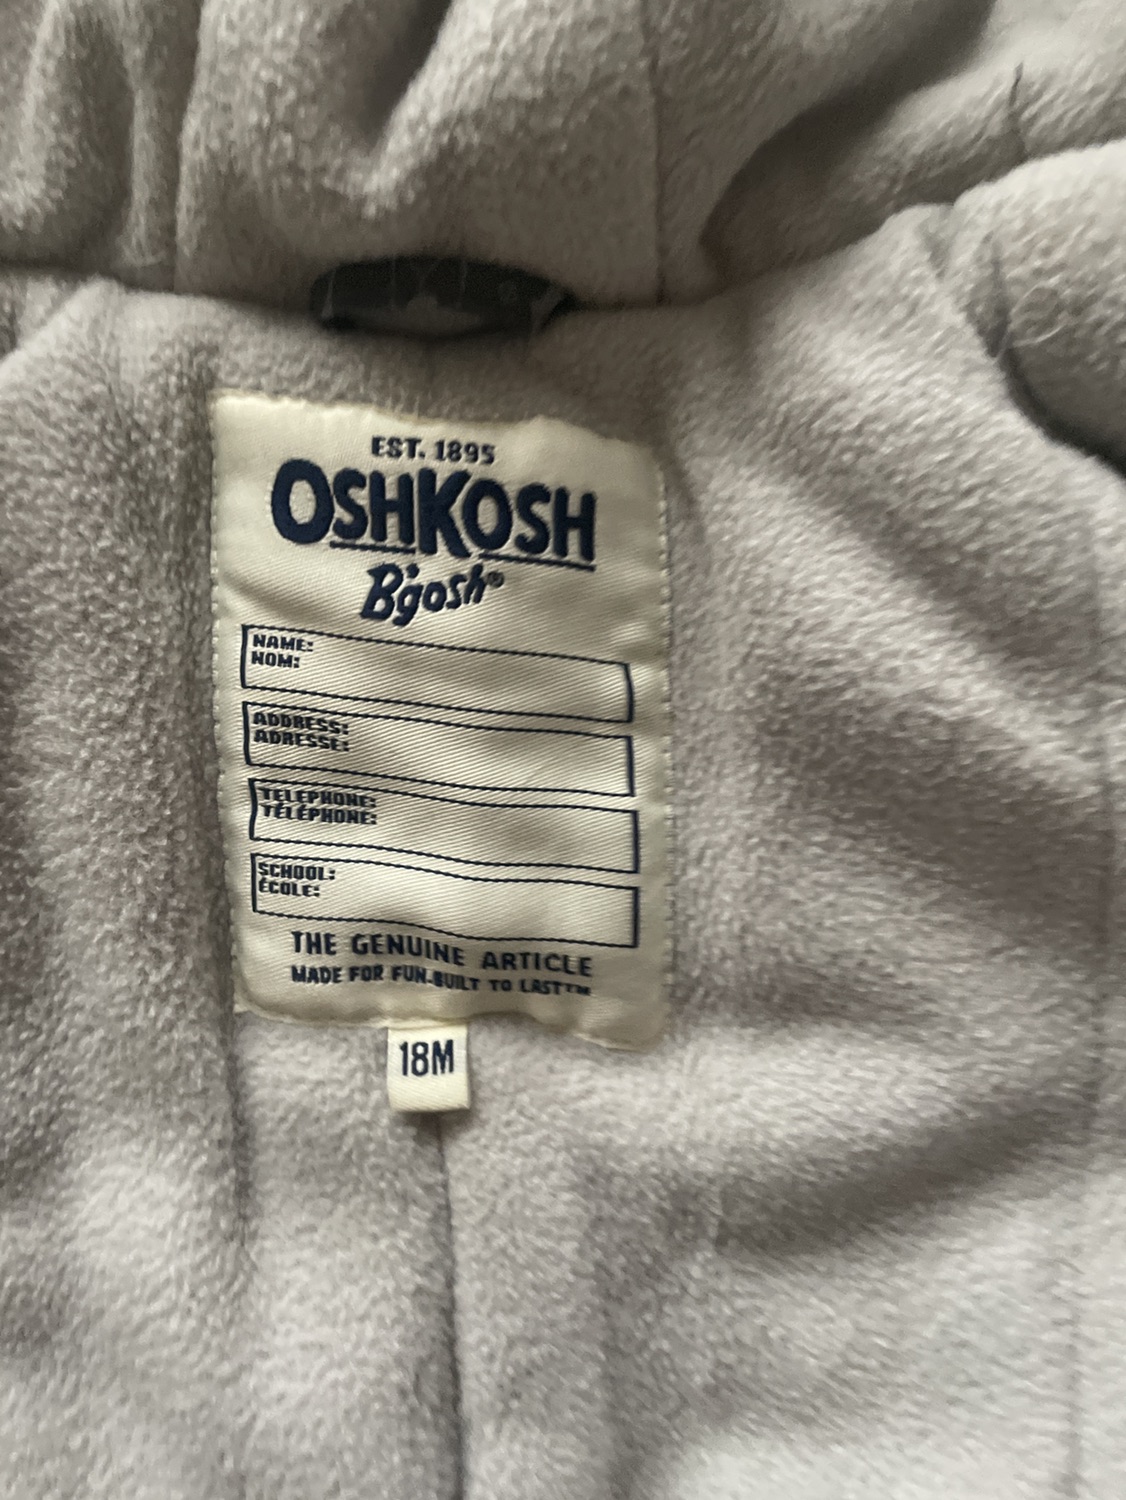 EST. 1895
OSHKOSH
B'gosh®
NAME:
NOM:
ADDRESS:
ADRESSE:
TELEPHONE:
TÉLÉPHONE:
SCHOOL:
ÉCOLE:
THE GENUINE ARTICLE
MADE FOR FUN-BUILT TO LAST™
18M